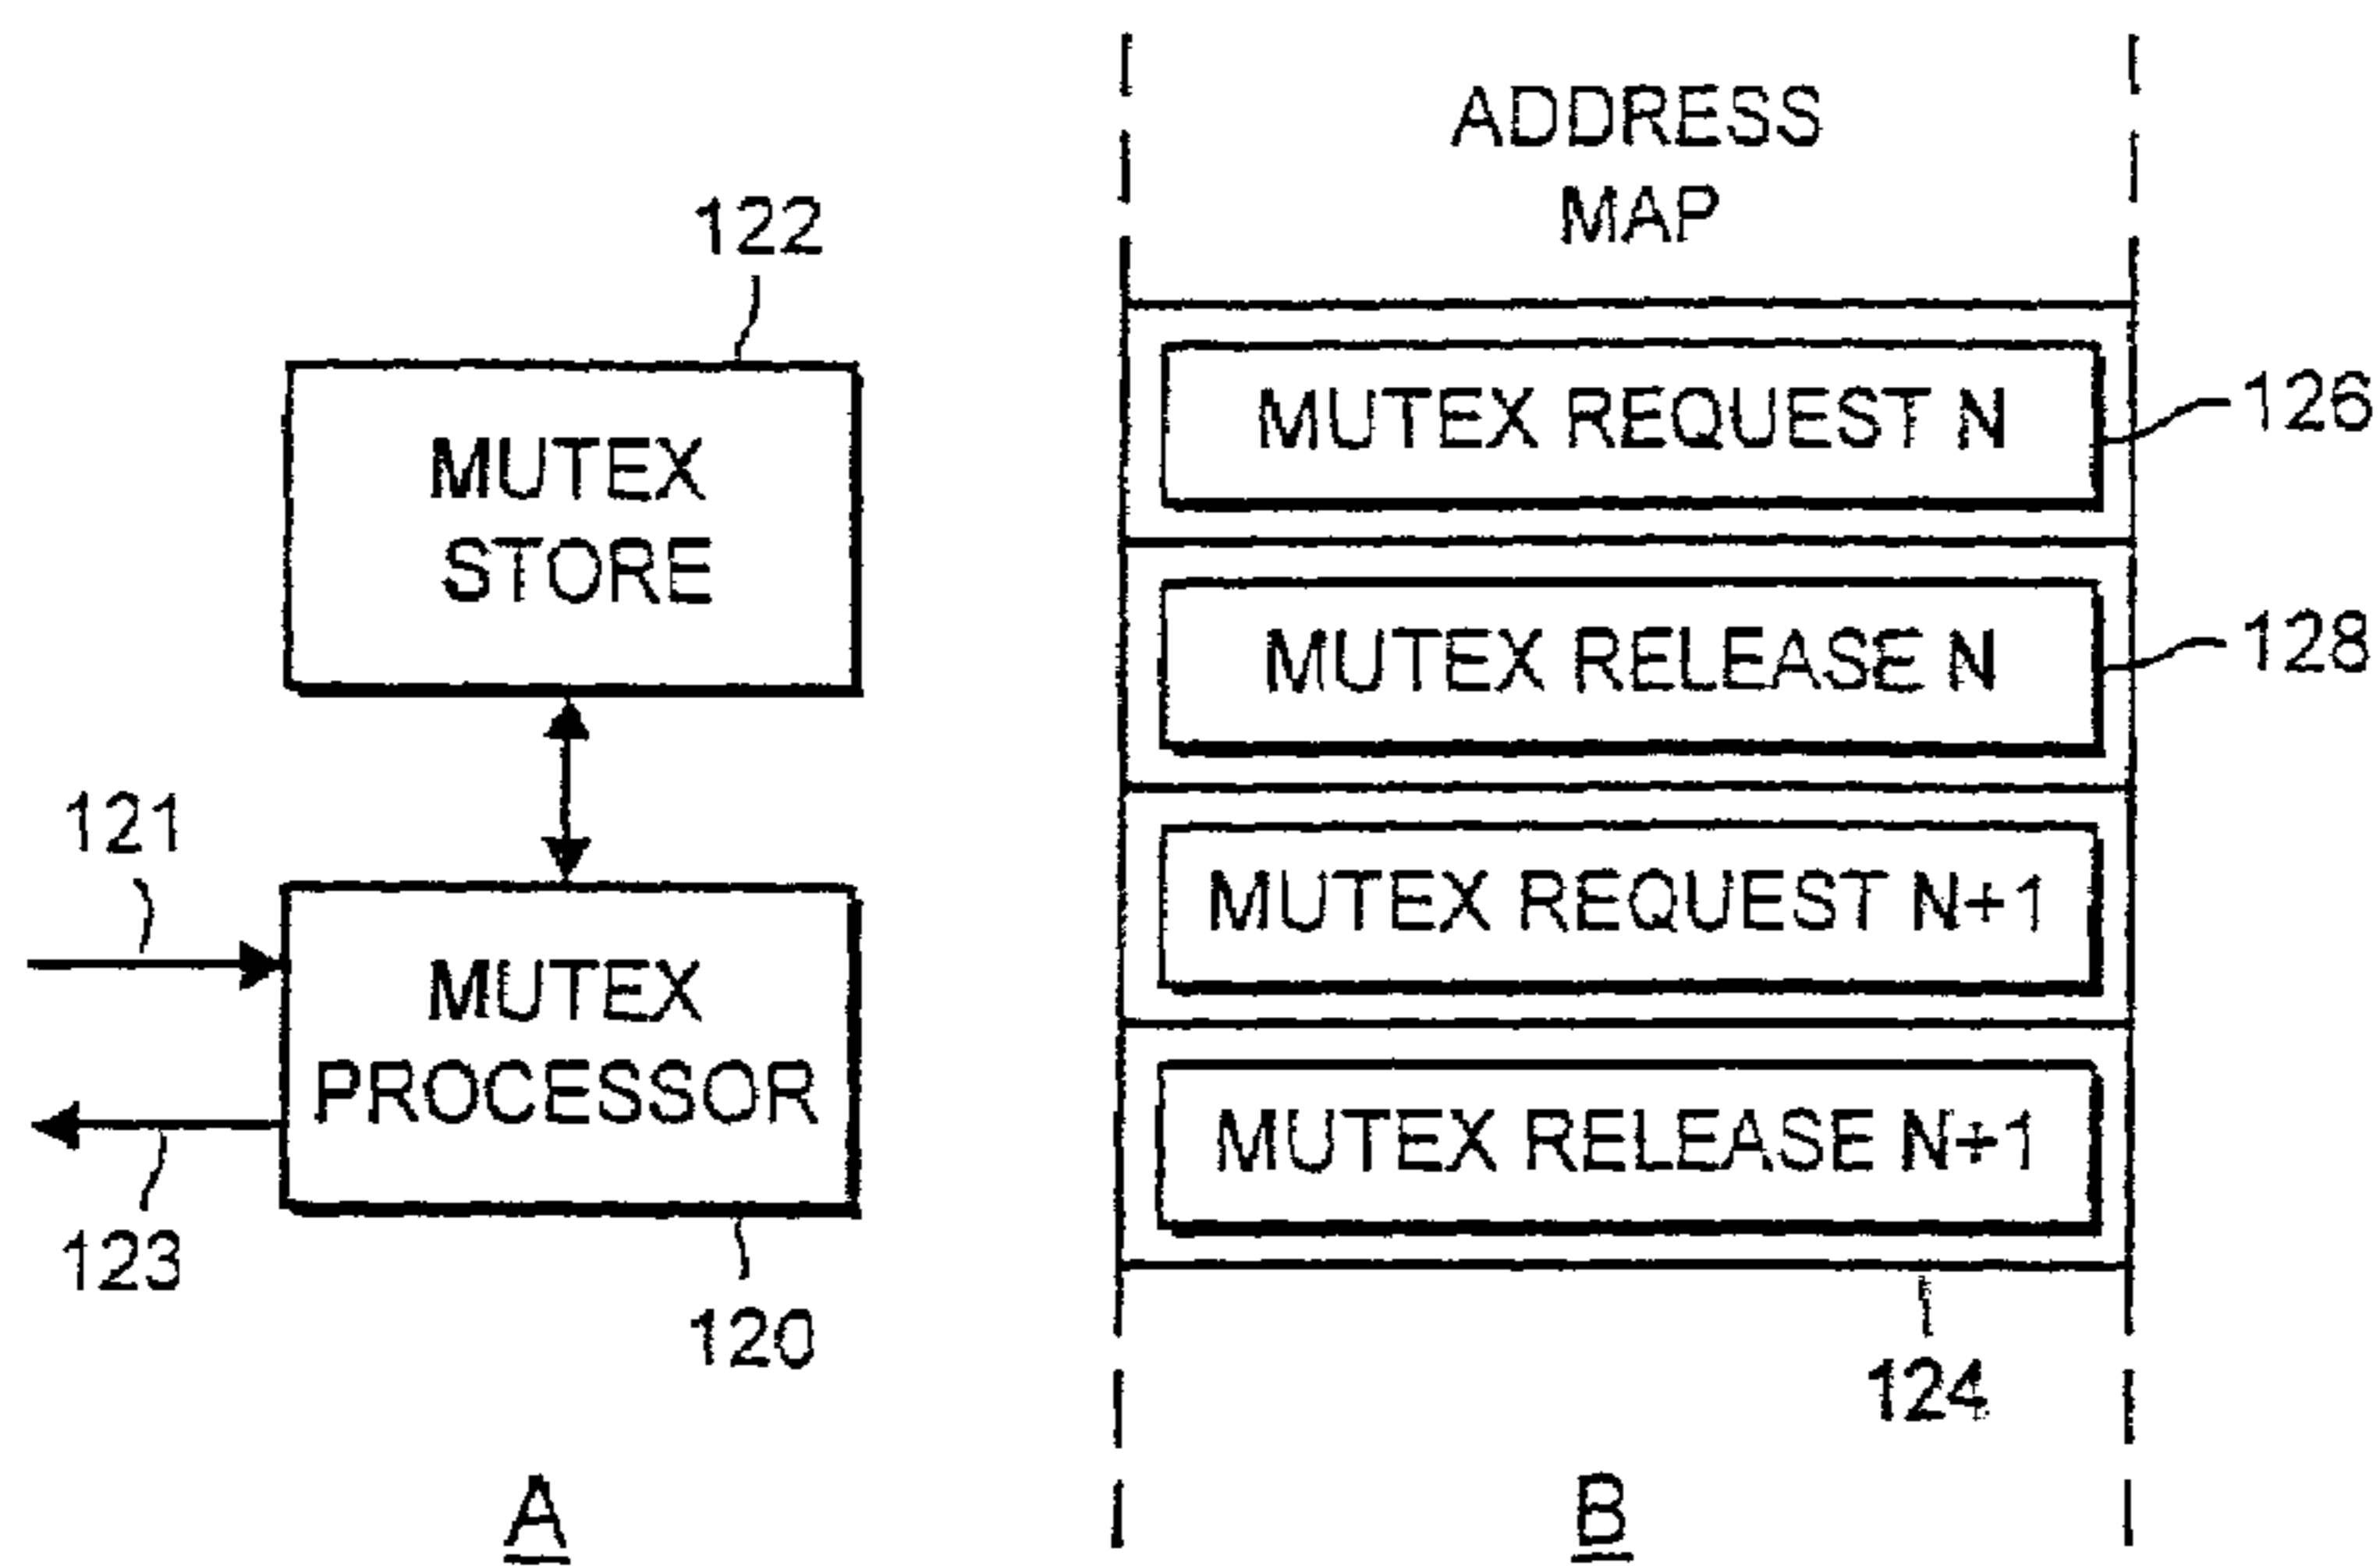 122
MUTEX
STORE
121
MUTEX
PROCESSOR
123
120
A
ADDRESS
MAP
MUTEX REQUEST N
126
MUTEX RELEASE N
128
MUTEX REQUEST N+1
MUTEX RELEASE N+1
124
B